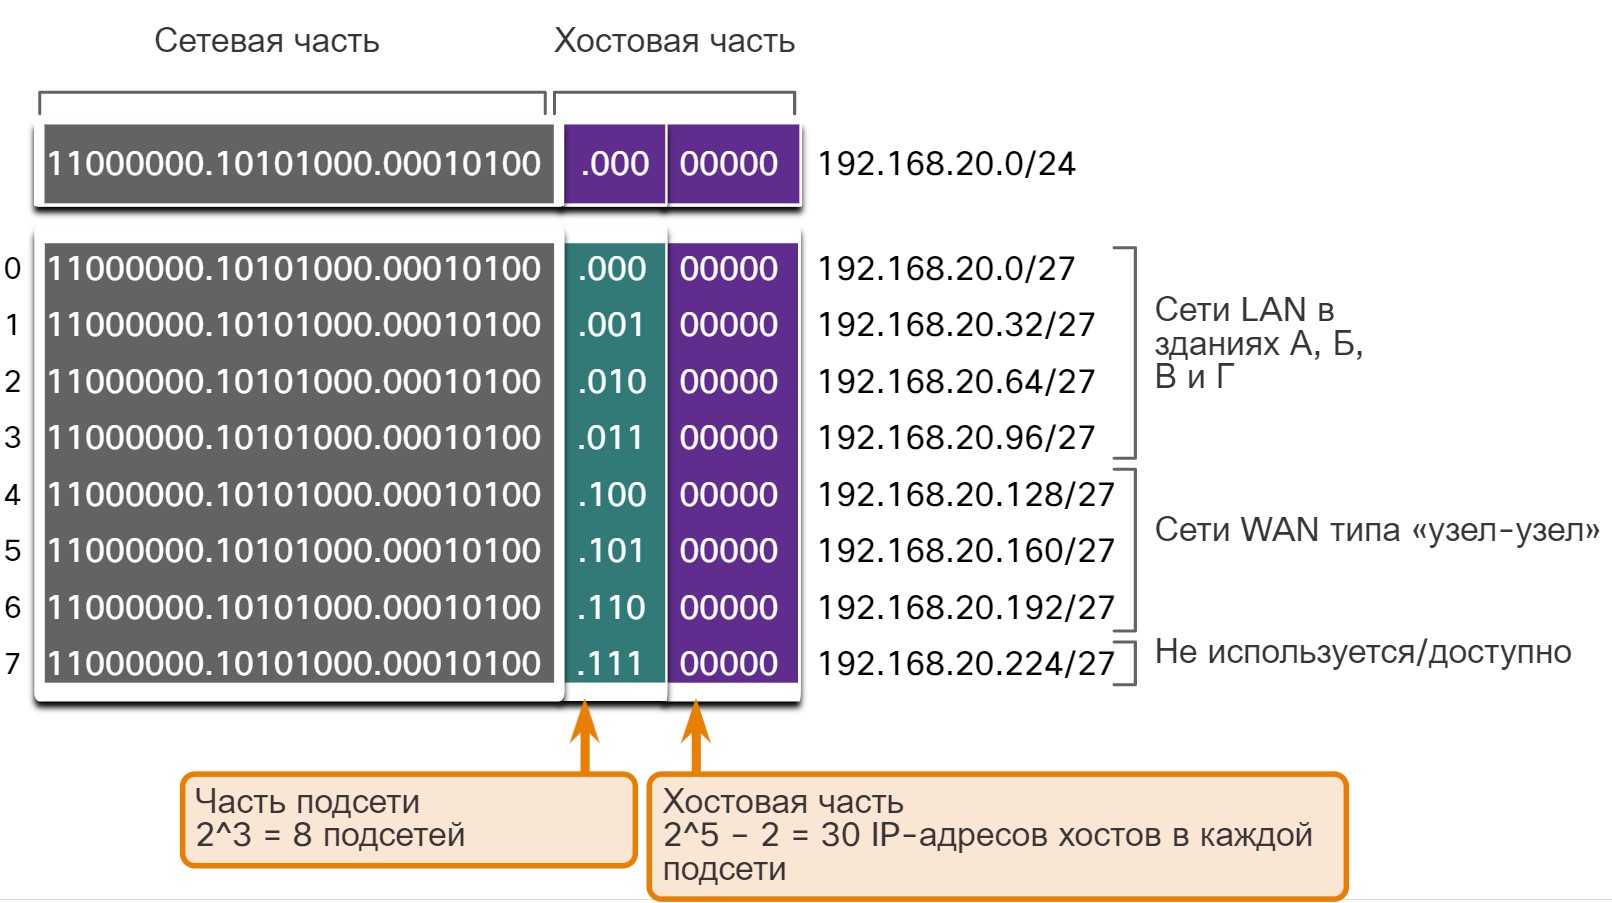 Сетевая часть Хостовая часть
11000000.10101000.00010100 .000 00000 192.168.20.0/24
0 11000000.10101000.00010100 .000 00000 192.168.20.0/27
1 11000000.10101000.00010100 .001 00000 192.168.20.32/27
2 11000000.10101000.00010100 .010 00000 192.168.20.64/27
3 11000000.10101000.00010100 .011 00000 192.168.20.96/27
Сети LAN в
зданиях А, Б,
В и Г
4 11000000.10101000.00010100 .100 00000 192.168.20.128/27
5 11000000.10101000.00010100 .101 00000 192.168.20.160/27
6 11000000.10101000.00010100 .110 00000 192.168.20.192/27
Сети WAN типа «узел-узел»
7 11000000.10101000.00010100 .111 00000 192.168.20.224/27
Не используется/доступно
Часть подсети
2^3 = 8 подсетей
Хостовая часть
2^5 – 2 = 30 IP-адресов хостов в каждой
подсети